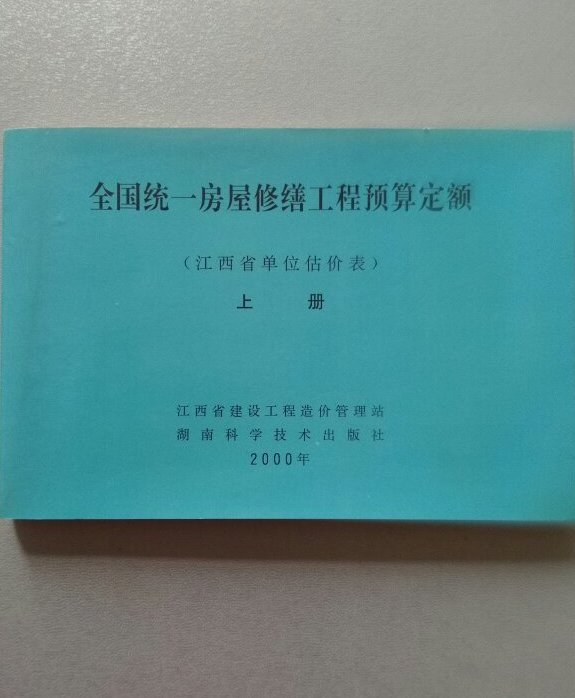 全国统一房屋修缮工程预算定额
（江西省单位估价表）
上 册
江西省建设工程造价管理站
湖南科学技术出版社
2000年